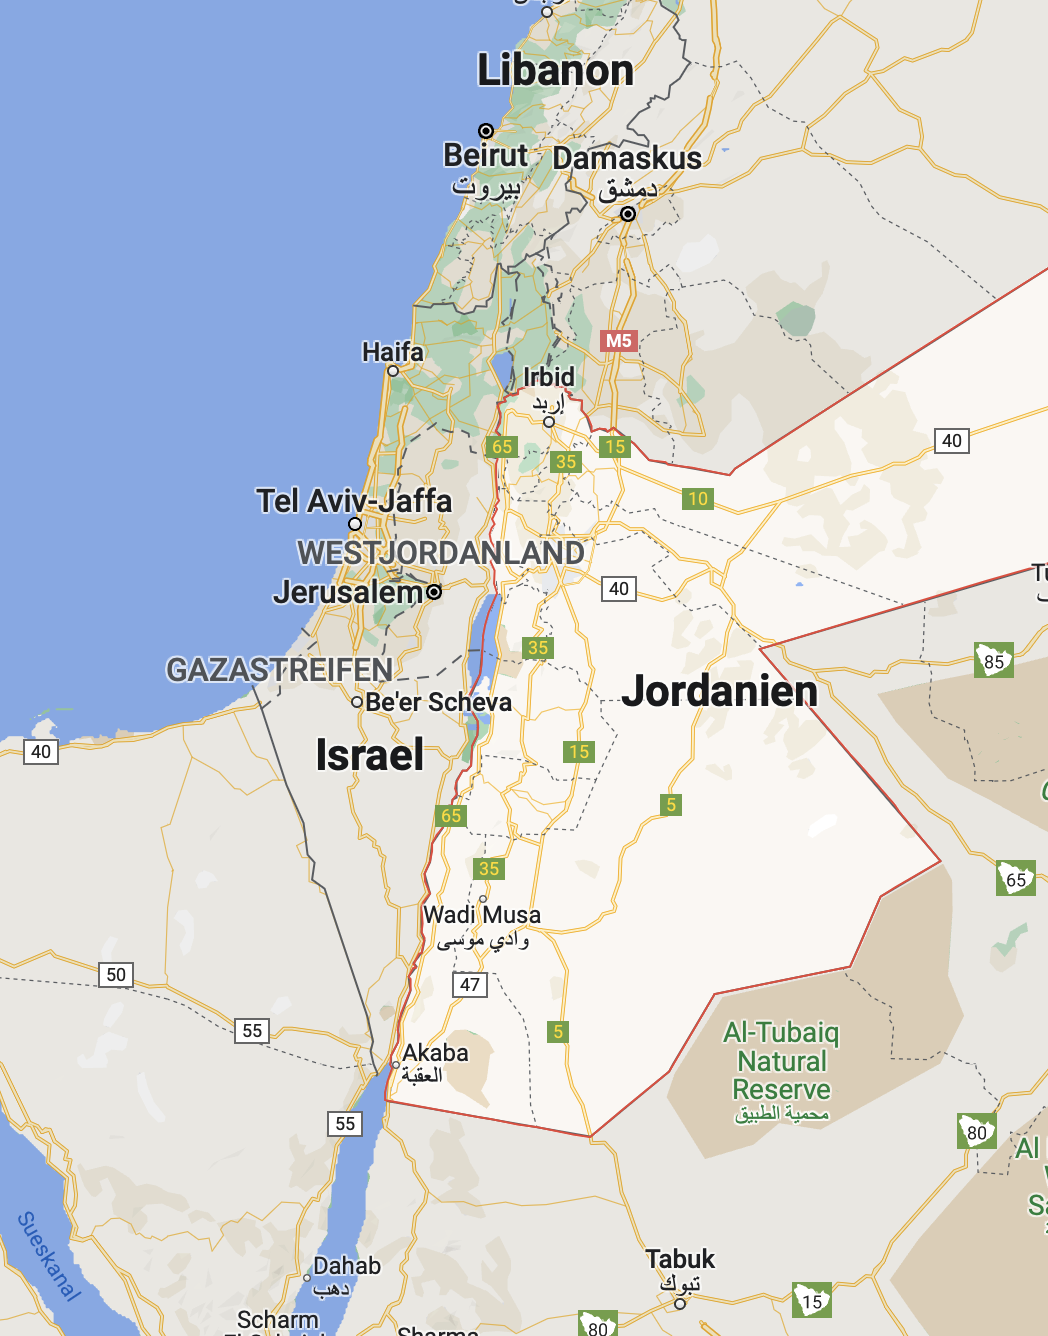 Libanon
Beirut
بيروت
Damaskus
دمشق
M5
Haifa
Irbid
إربد
65
35
15
40
10
Tel Aviv-Jaffa
WESTJORDANLAND
Jerusalem
40
35
85
GAZASTREIFEN
Jordanien
Be'er Scheva
Israel
40
15
5
65
35
65
Wadi Musa
وادي موسى
50
47
55
5
Al-Tubaiq
Natural
Reserve
محمية الطبيق
Akaba
العقبة
55
80
Al
Sueskanal
Dahab
دهب
Tabuk
تبوك
15
Scharm
80